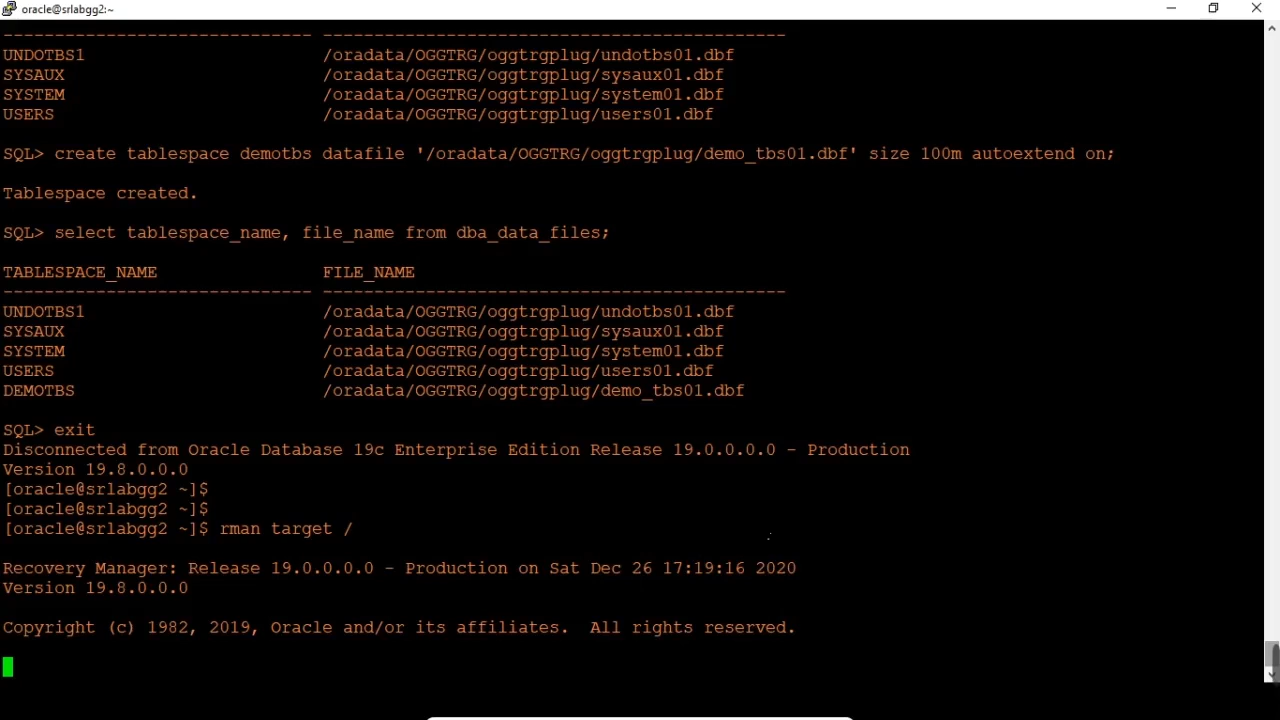 oracle@srlabgg2:~
------------------------------ ---------------------------------------------
UNDOTBS1                       /oradata/OGGTRG/oggtrgplug/undotbs01.dbf
SYSAUX                         /oradata/OGGTRG/oggtrgplug/sysaux01.dbf
SYSTEM                         /oradata/OGGTRG/oggtrgplug/system01.dbf
USERS                          /oradata/OGGTRG/oggtrgplug/users01.dbf
SQL> create tablespace demotbs datafile '/oradata/OGGTRG/oggtrgplug/demo_tbs01.dbf' size 100m autoextend on;
Tablespace created.
SQL> select tablespace_name, file_name from dba_data_files;
TABLESPACE_NAME                FILE_NAME
------------------------------ ---------------------------------------------
UNDOTBS1                       /oradata/OGGTRG/oggtrgplug/undotbs01.dbf
SYSAUX                         /oradata/OGGTRG/oggtrgplug/sysaux01.dbf
SYSTEM                         /oradata/OGGTRG/oggtrgplug/system01.dbf
USERS                          /oradata/OGGTRG/oggtrgplug/users01.dbf
DEMOTBS                        /oradata/OGGTRG/oggtrgplug/demo_tbs01.dbf
SQL> exit
Disconnected from Oracle Database 19c Enterprise Edition Release 19.0.0.0.0 - Production
Version 19.8.0.0.0
[oracle@srlabgg2 ~]$
[oracle@srlabgg2 ~]$
[oracle@srlabgg2 ~]$ rman target /
Recovery Manager: Release 19.0.0.0.0 - Production on Sat Dec 26 17:19:16 2020
Version 19.8.0.0.0
Copyright (c) 1982, 2019, Oracle and/or its affiliates.  All rights reserved.